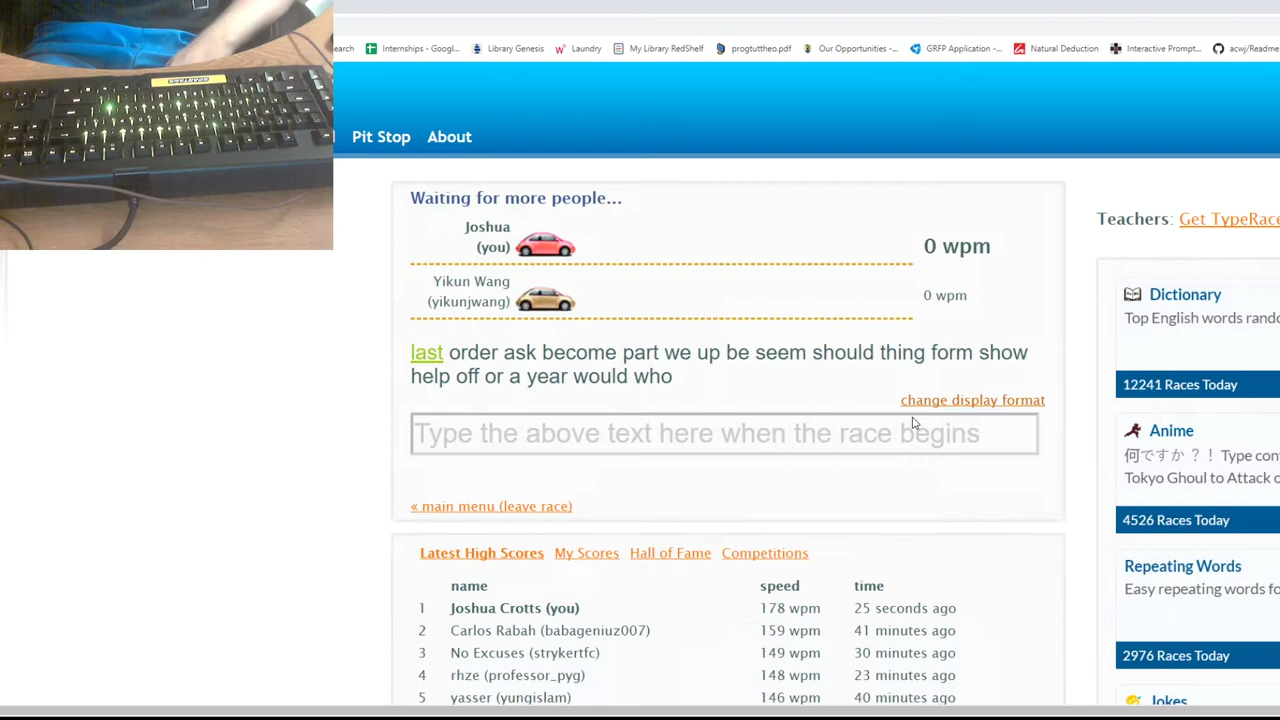 earch Internships - Googl... Library Genesis Laundry My Library RedShelf progtuttheo.pdf Our Opportunities -... GRFP Application -... Natural Deduction Interactive Prompt... acwj/Readme
Pit Stop About
Waiting for more people...
Joshua
(you)
0 wpm
Yikun Wang
(yikunjwang)
0 wpm
last order ask become part we up be seem should thing form show
help off or a year would who
change display format
Type the above text here when the race begins
« main menu (leave race)
Latest High Scores My Scores Hall of Fame Competitions
name speed time
1 Joshua Crotts (you) 178 wpm 25 seconds ago
2 Carlos Rabah (babageniuz007) 159 wpm 41 minutes ago
3 No Excuses (strykertfc) 149 wpm 30 minutes ago
4 rhze (professor_pyg) 148 wpm 23 minutes ago
5 yasser (yungislam) 146 wpm 40 minutes ago
Teachers: Get TypeRace
Dictionary
Top English words rando
12241 Races Today
Anime
何ですか？！ Type con
Tokyo Ghoul to Attack o
4526 Races Today
Repeating Words
Easy repeating words fo
2976 Races Today
Jokes